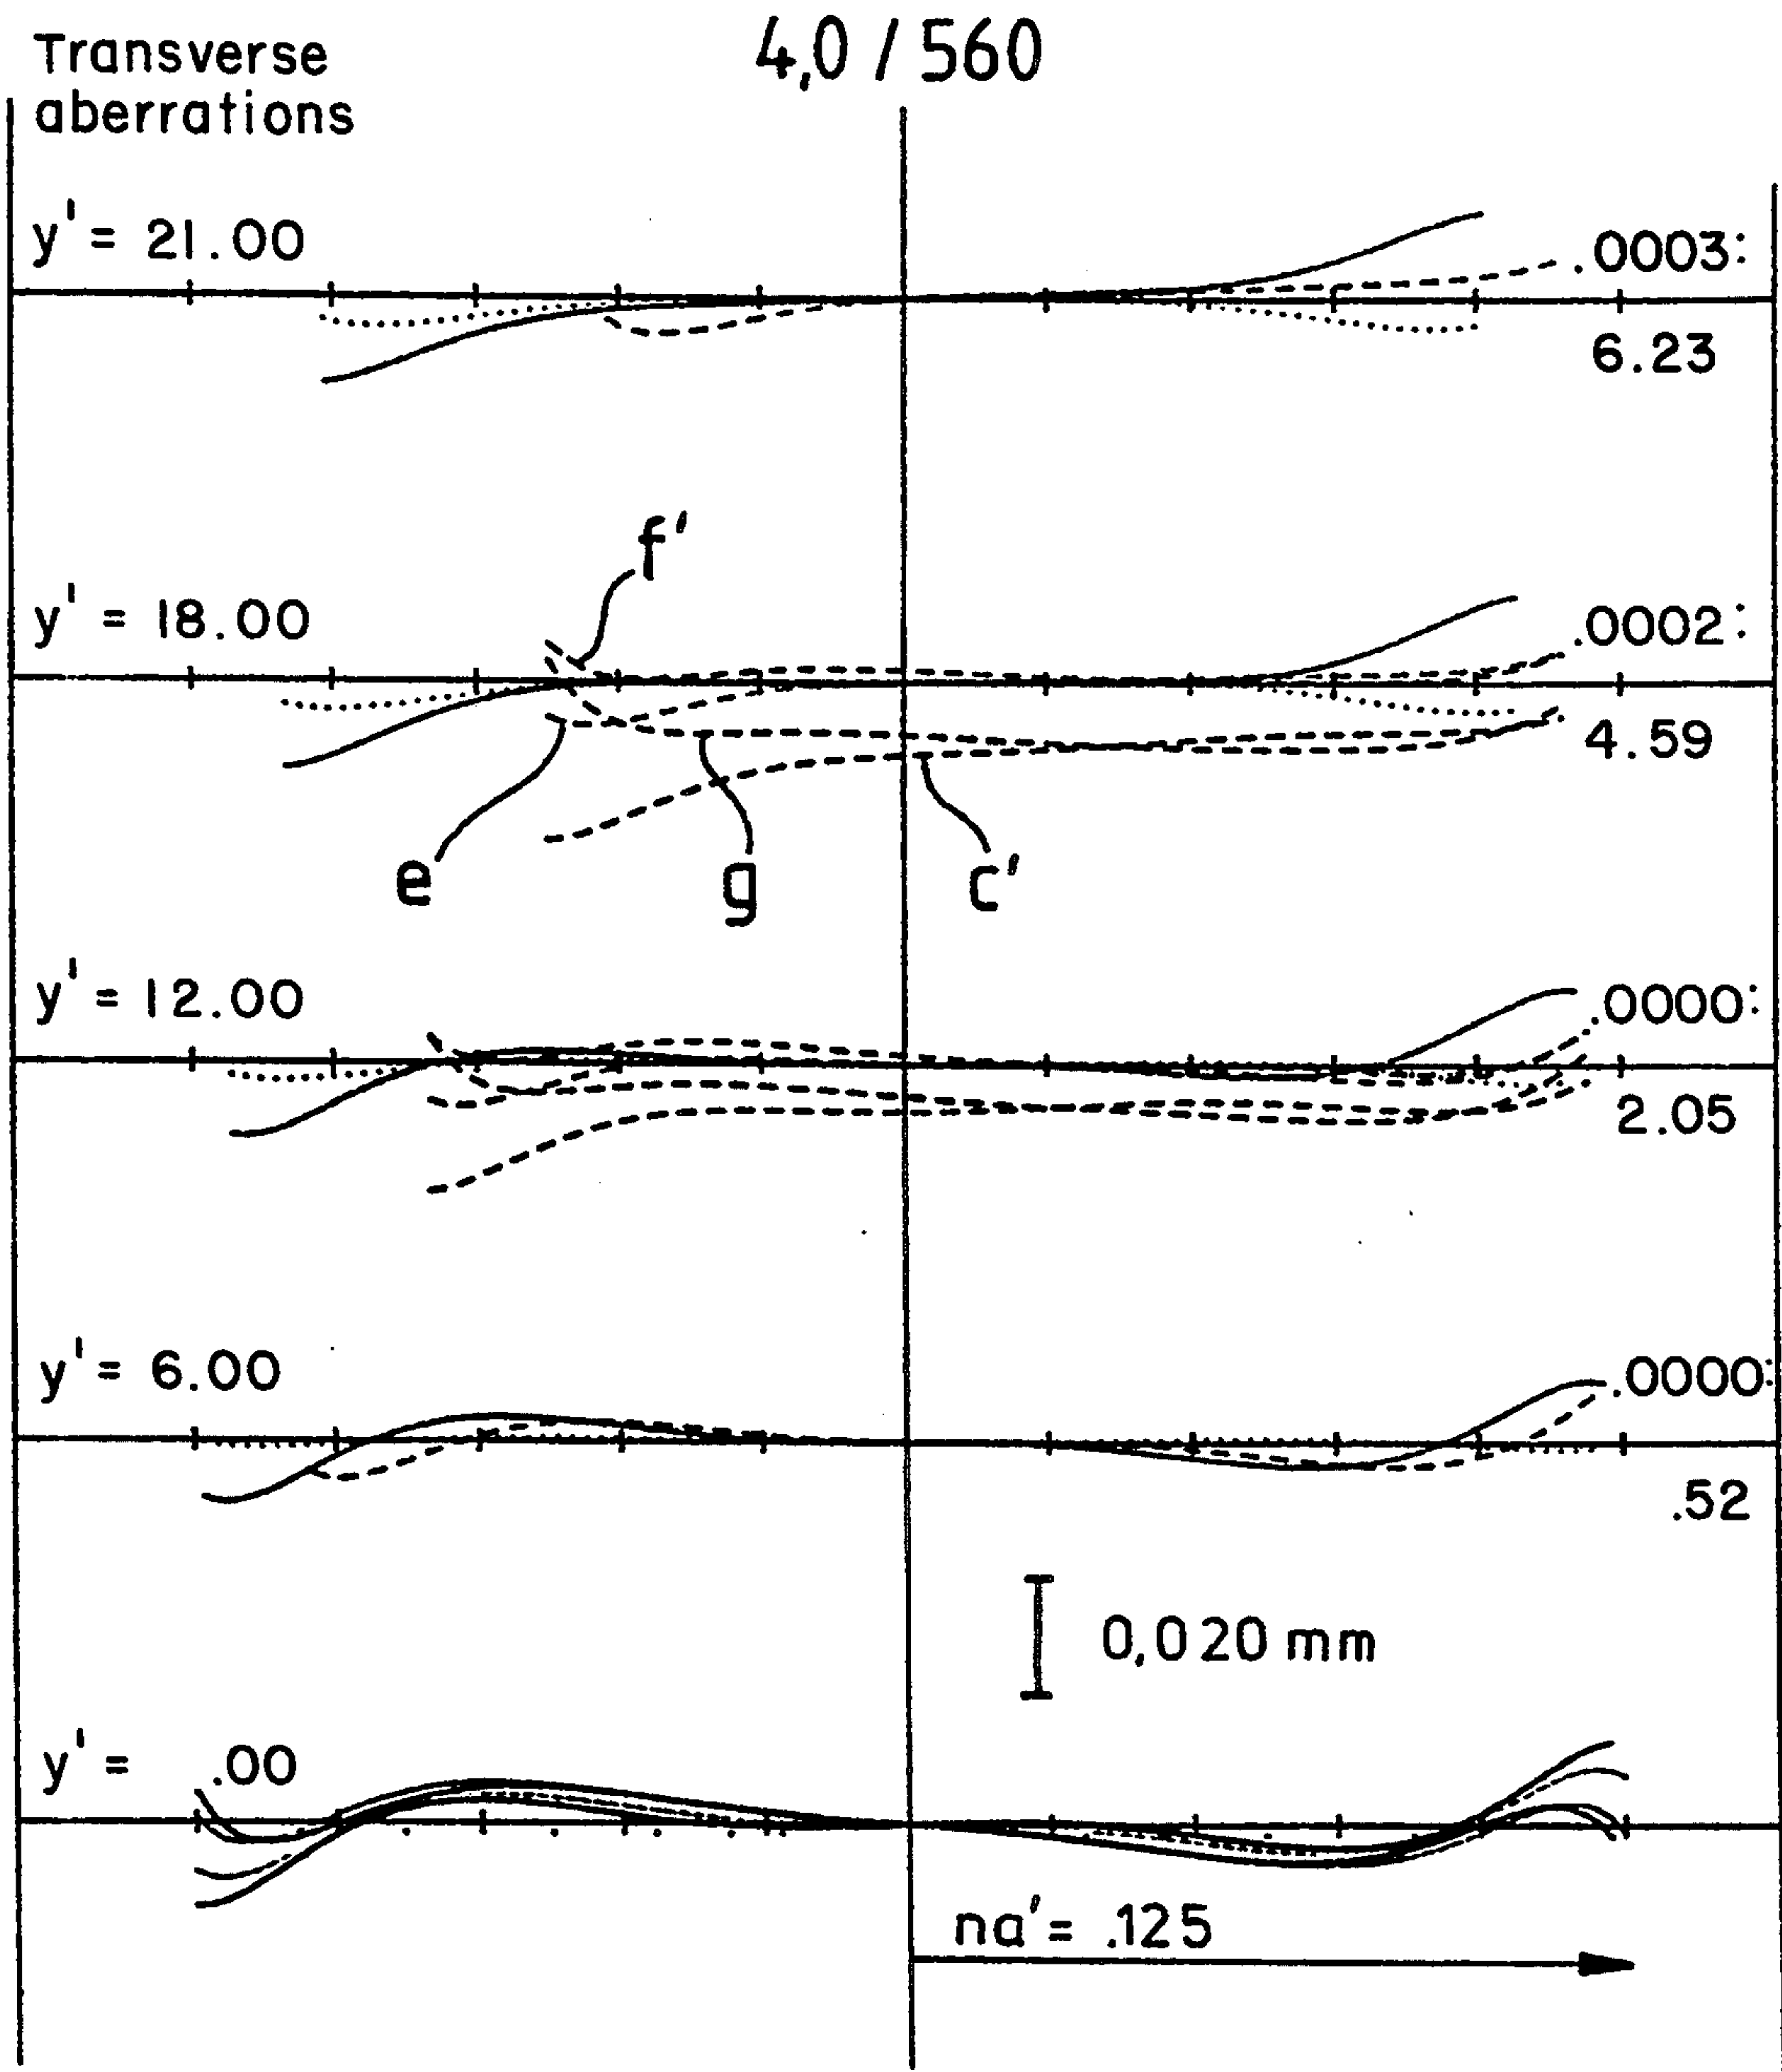 Transverse
aberrations
4,0 / 560
y' = 21.00
.0003:
6.23
f'
y' = 18.00
.0002:
4.59
e
g
c'
y' = 12.00
.0000:
2.05
y' = 6.00
.0000:
.52
0,020 mm
y' = .00
na' = .125